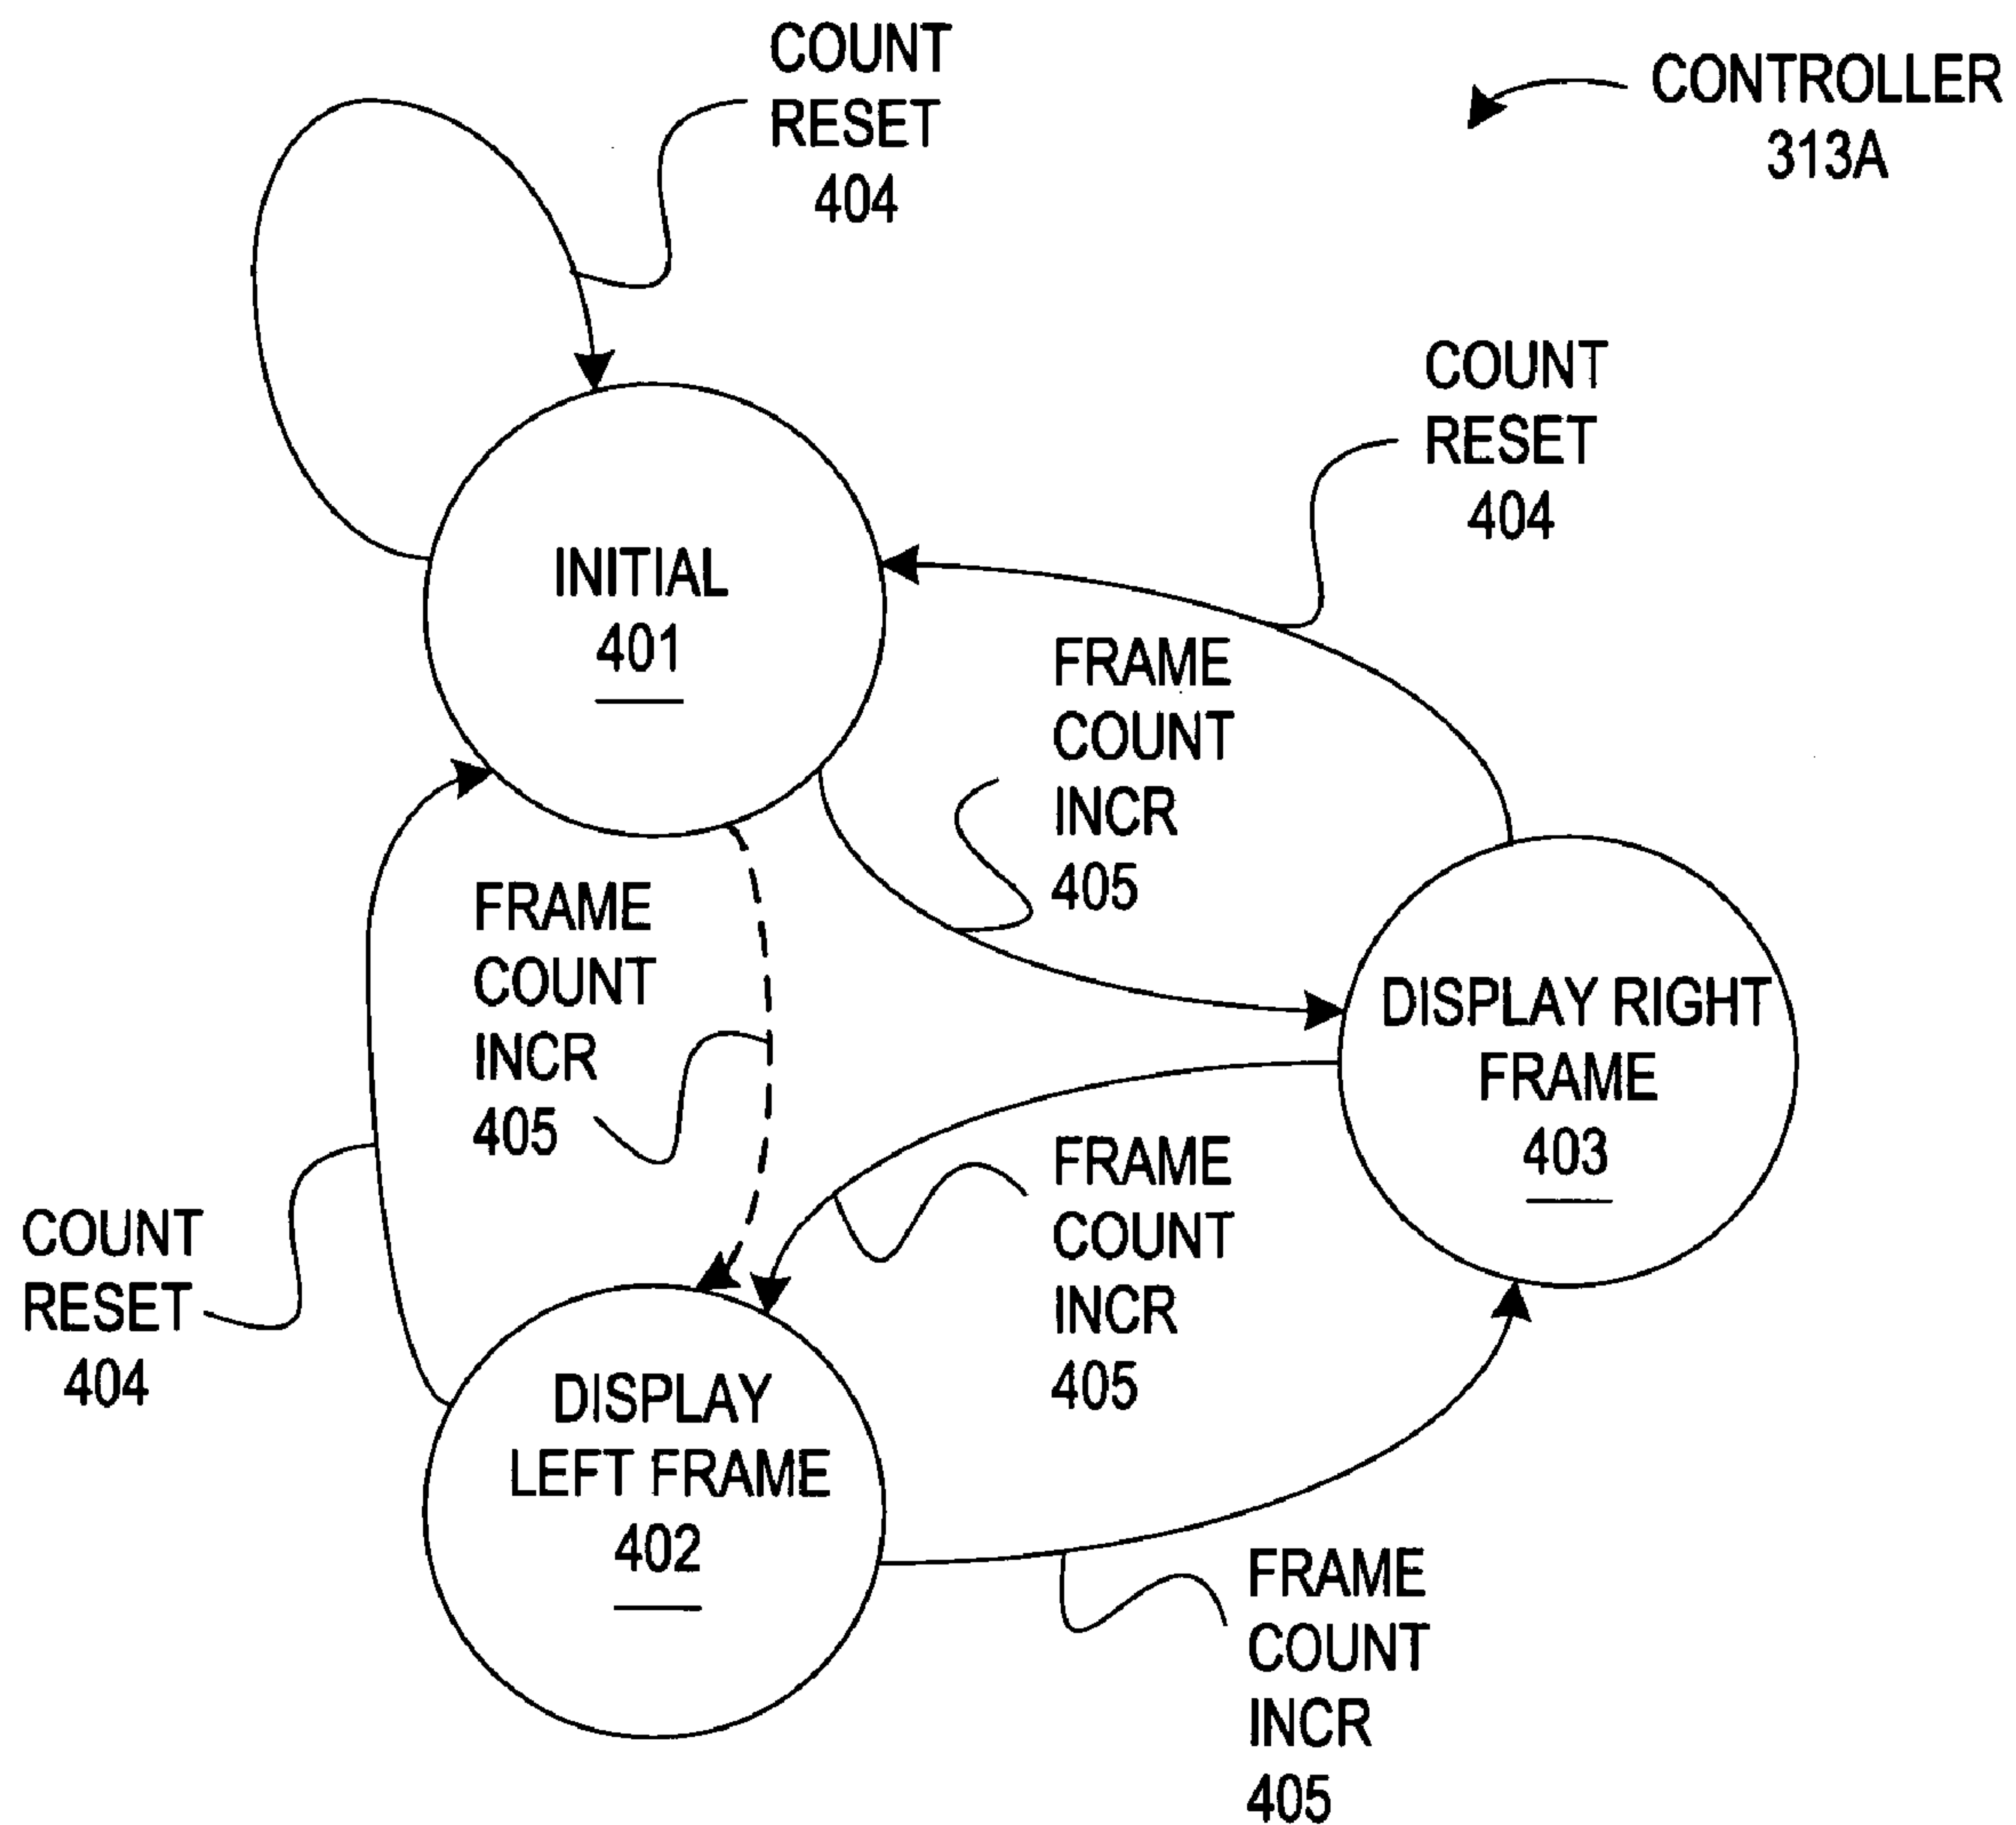 COUNT
RESET
404
CONTROLLER
313A
COUNT
RESET
404
INITIAL
401
FRAME
COUNT
INCR
405
FRAME
COUNT
INCR
405
DISPLAY RIGHT
FRAME
403
FRAME
COUNT
INCR
405
COUNT
RESET
404
DISPLAY
LEFT FRAME
402
FRAME
COUNT
INCR
405